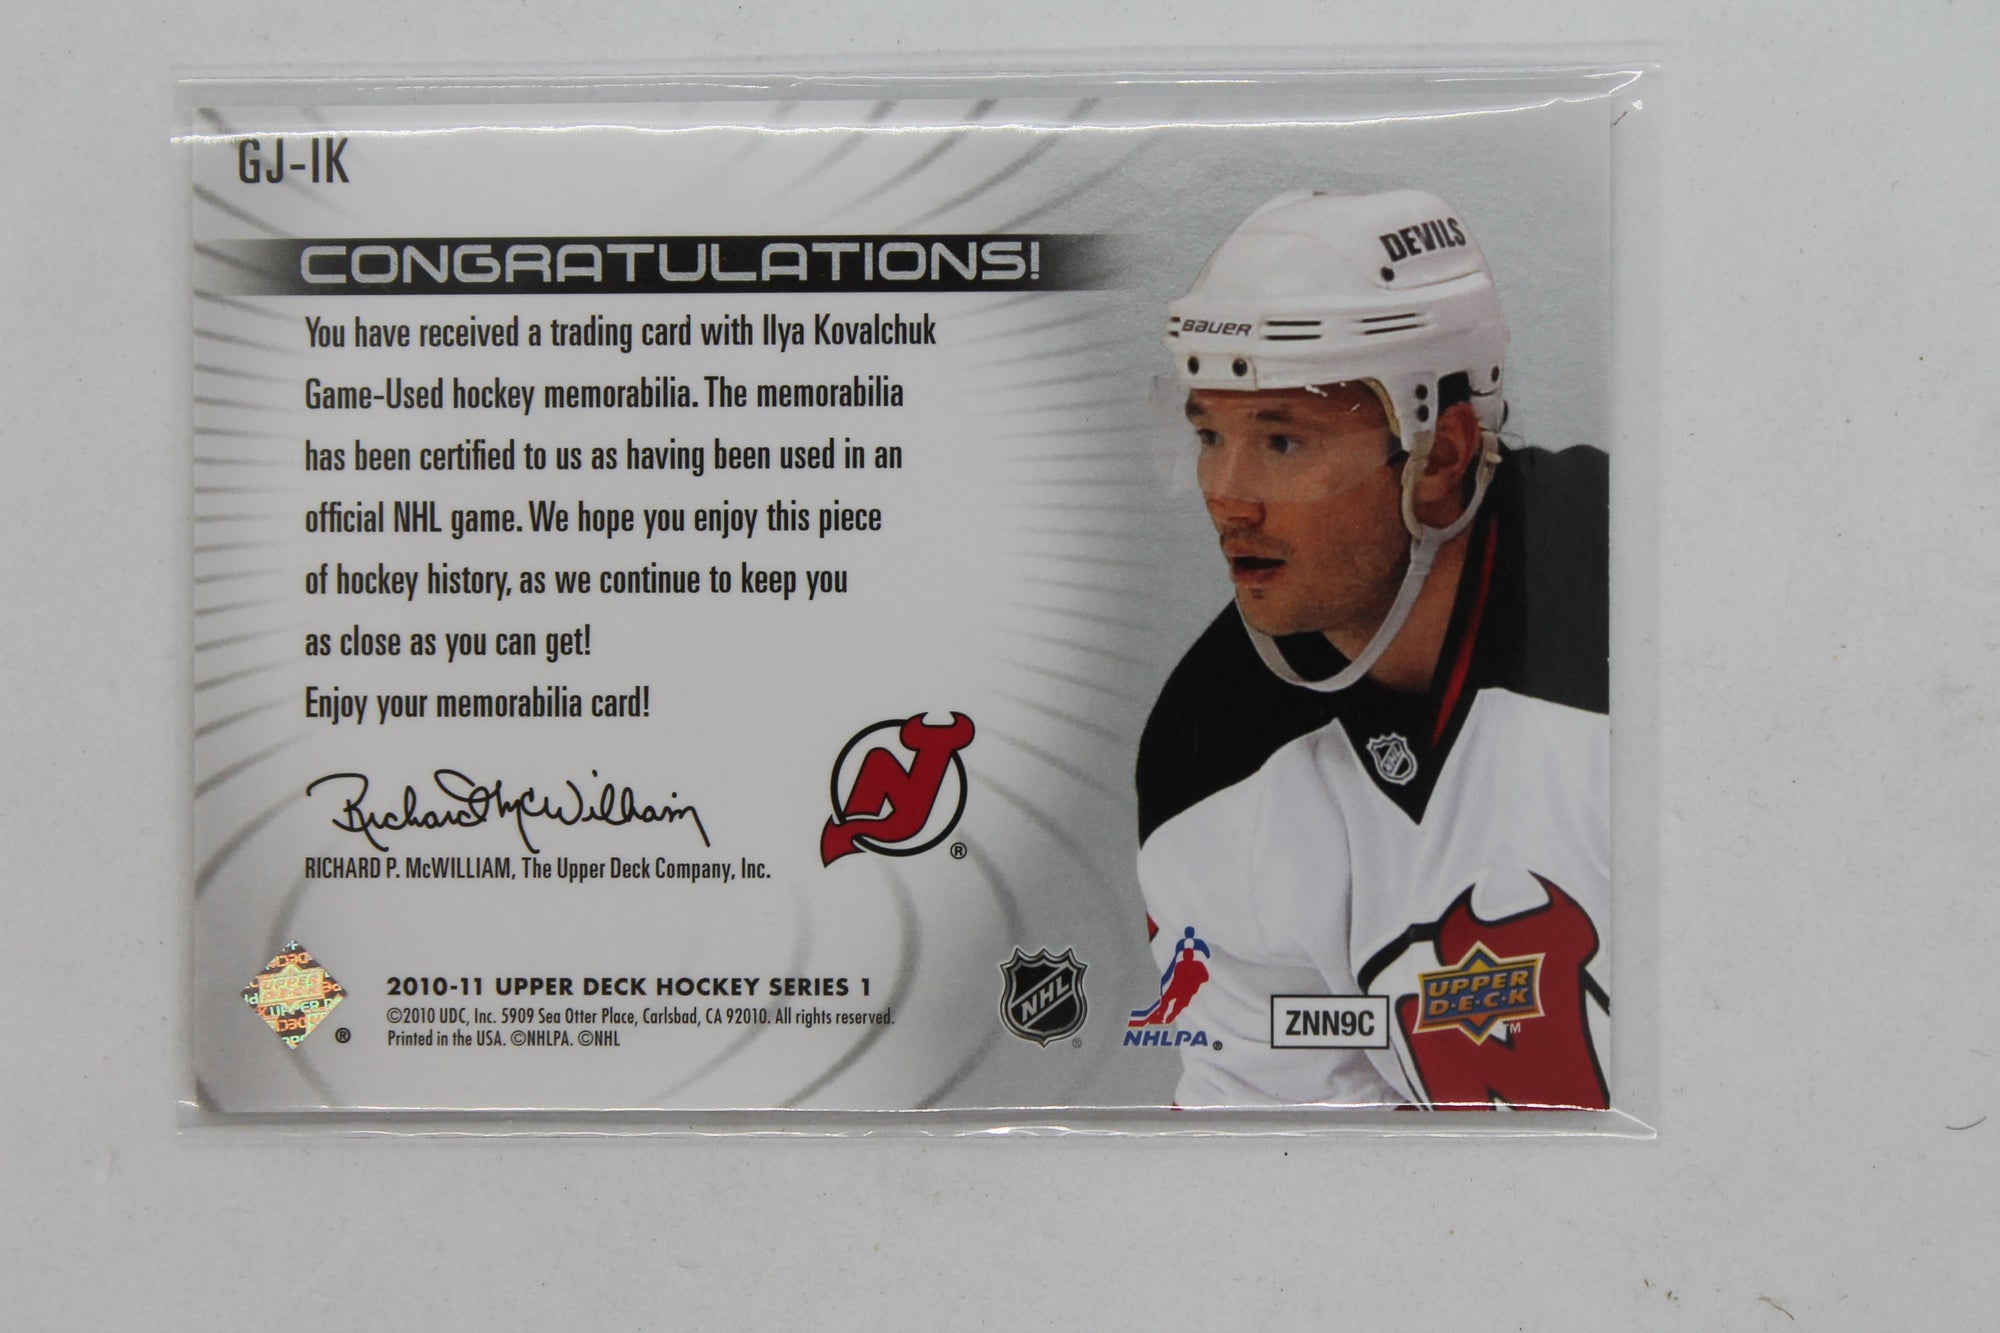 GJ-IK
CONGRATULATIONS!
You have received a trading card with Ilya Kovalchuk
Game-Used hockey memorabilia. The memorabilia
has been certified to us as having been used in an
official NHL game. We hope you enjoy this piece
of hockey history, as we continue to keep you
as close as you can get!
Enjoy your memorabilia card!
Richard McWilliam
RICHARD P. McWILLIAM, The Upper Deck Company, Inc.
®
2010-11 UPPER DECK HOCKEY SERIES 1
©2010 UDC, Inc. 5909 Sea Otter Place, Carlsbad, CA 92010. All rights reserved.
Printed in the USA. ©NHLPA. ©NHL
®
UPPER DECK
NHL
®
NHLPA®
ZNN9C
UPPER
D·E·C·K
TM
DEVILS
BAUER
NHL